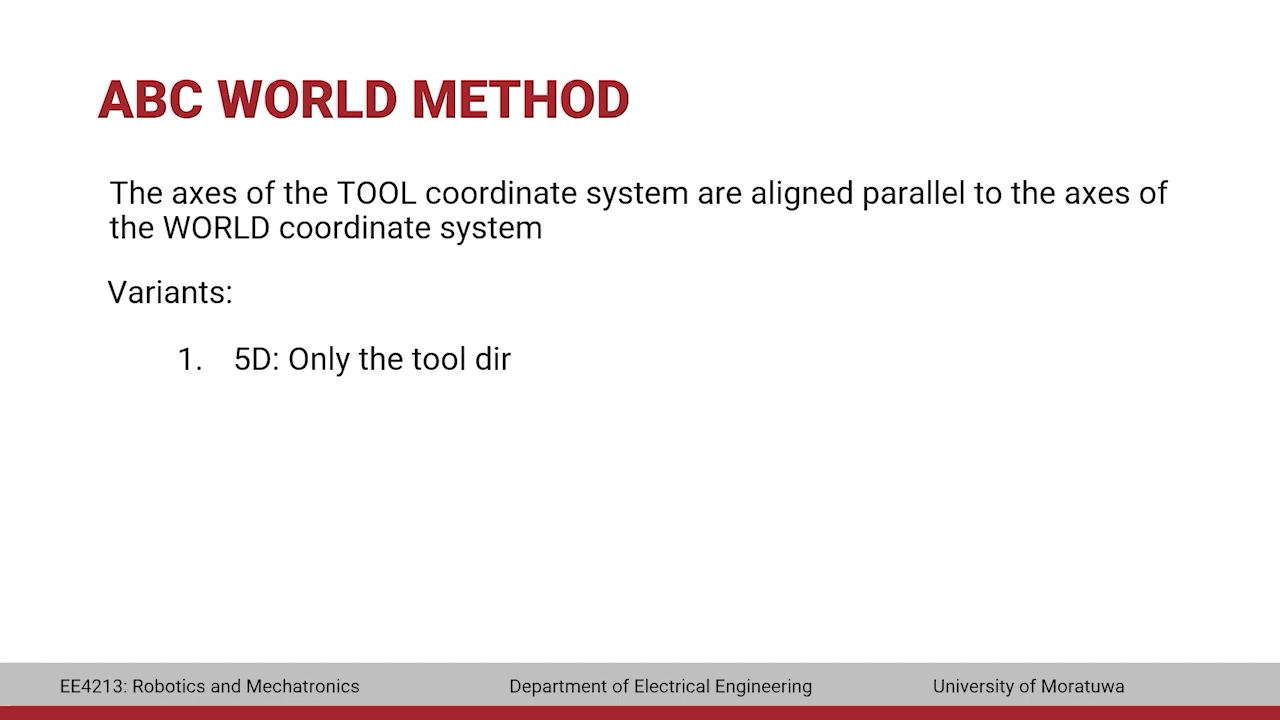 ABC WORLD METHOD
The axes of the TOOL coordinate system are aligned parallel to the axes of
the WORLD coordinate system
Variants:
1. 5D: Only the tool dir
EE4213: Robotics and Mechatronics Department of Electrical Engineering University of Moratuwa